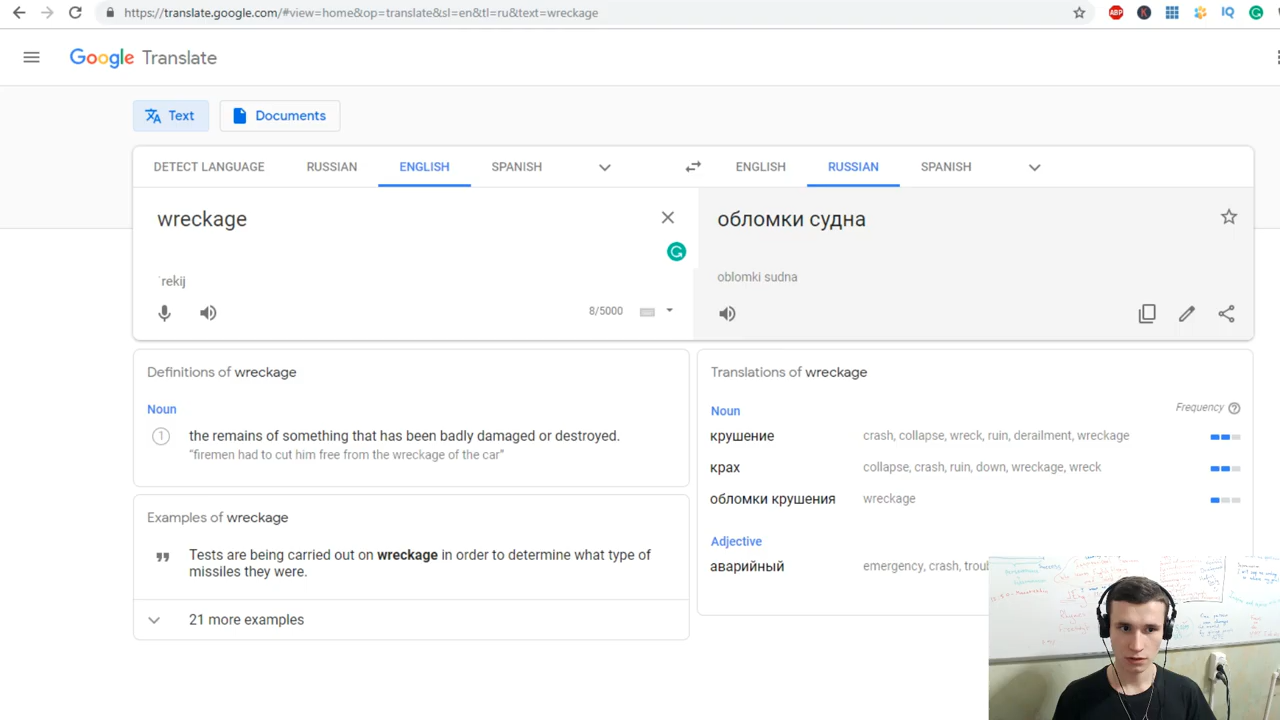 https://translate.google.com/#view=home&op=translate&sl=en&tl=ru&text=wreckage
ABP
K
IQ
Google Translate
Text
Documents
DETECT LANGUAGE RUSSIAN ENGLISH SPANISH
ENGLISH RUSSIAN SPANISH
wreckage
ˈrekij
8/5000
обломки судна
oblomki sudna
Definitions of wreckage
Noun
1 the remains of something that has been badly damaged or destroyed.
"firemen had to cut him free from the wreckage of the car"
Examples of wreckage
Tests are being carried out on wreckage in order to determine what type of
missiles they were.
21 more examples
Translations of wreckage
Noun Frequency
крушение crash, collapse, wreck, ruin, derailment, wreckage
крах collapse, crash, ruin, down, wreckage, wreck
обломки крушения wreckage
Adjective
аварийный emergency, crash, troub
Success